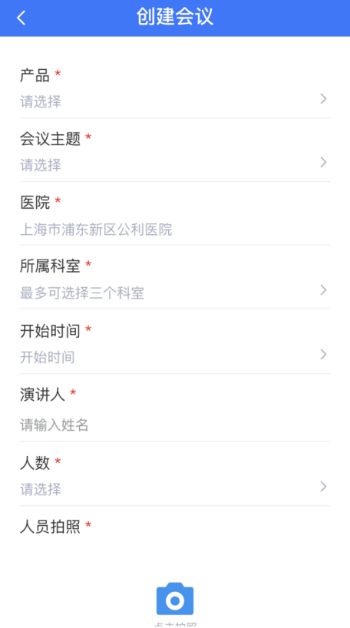 创建会议
产品 *
请选择
会议主题 *
请选择
医院 *
上海市浦东新区公利医院
所属科室 *
最多可选择三个科室
开始时间 *
开始时间
演讲人 *
请输入姓名
人数 *
请选择
人员拍照 *